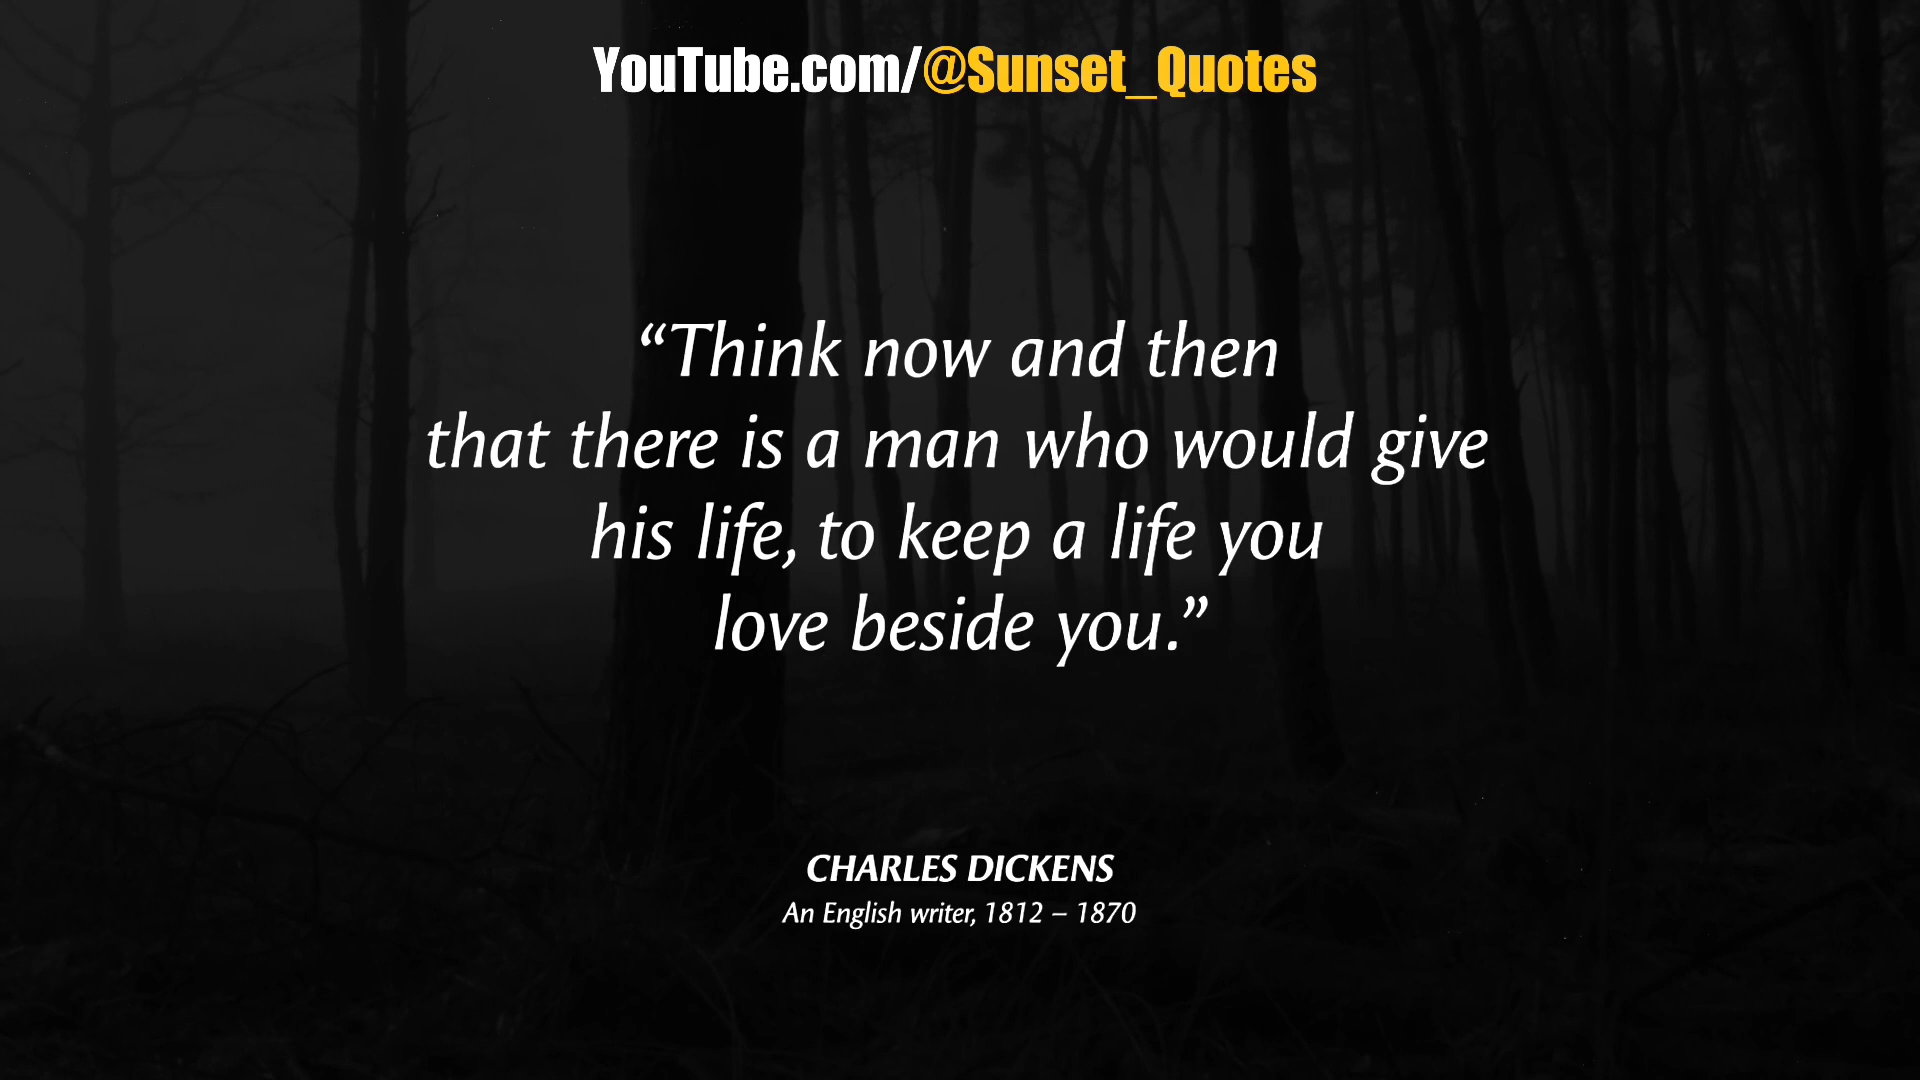 YouTube.com/@Sunset_Quotes
“Think now and then
that there is a man who would give
his life, to keep a life you
love beside you.”
CHARLES DICKENS
An English writer, 1812 – 1870